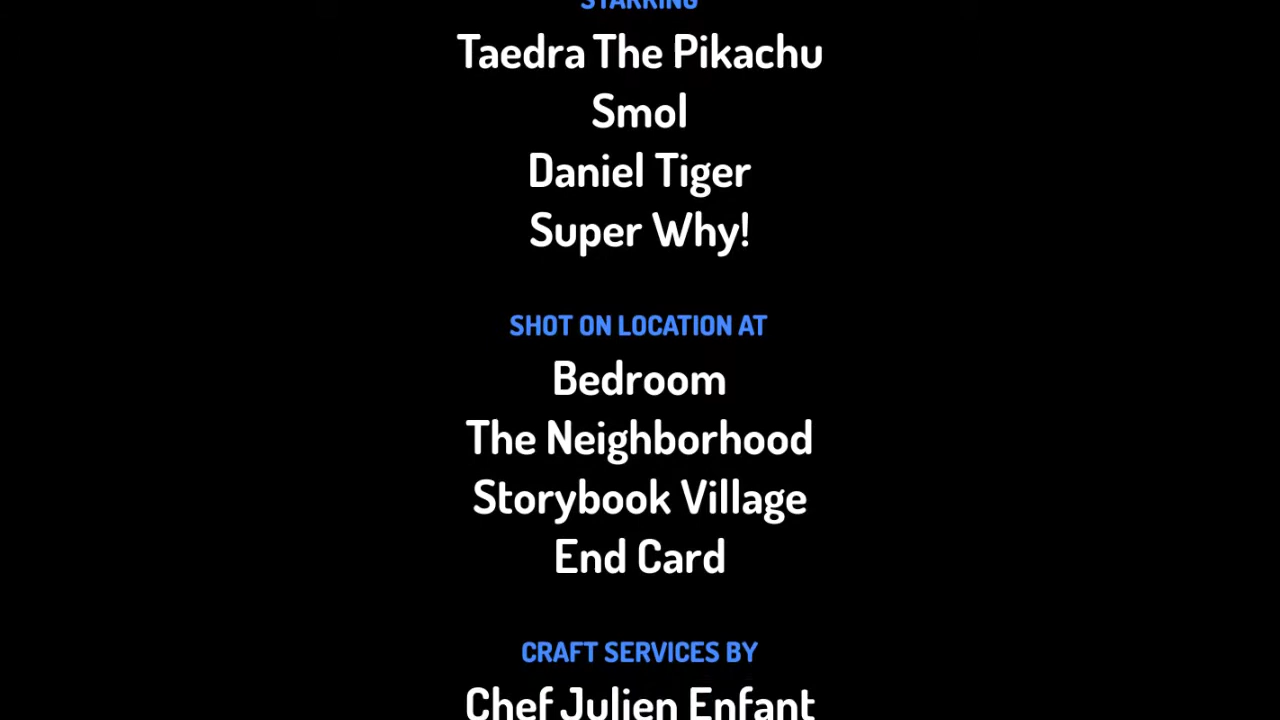 STARRING
Taedra The Pikachu
Smol
Daniel Tiger
Super Why!
SHOT ON LOCATION AT
Bedroom
The Neighborhood
Storybook Village
End Card
CRAFT SERVICES BY
Chef Julien Enfant